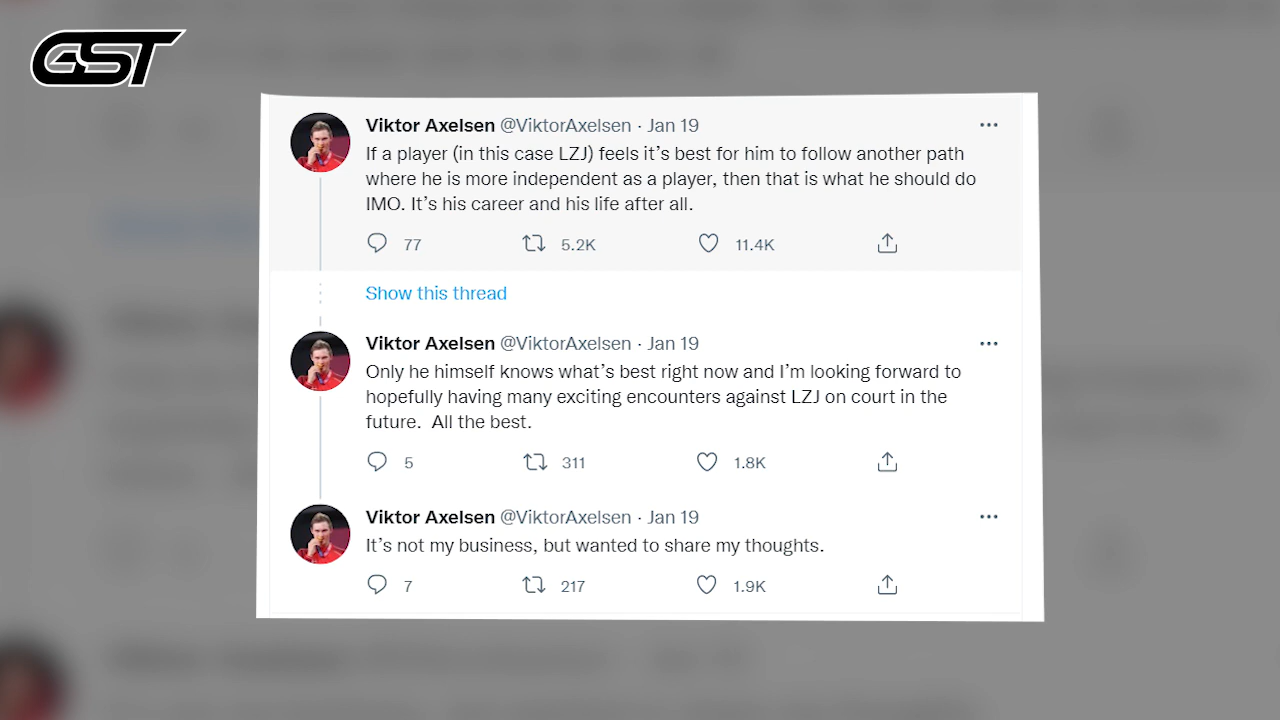 GST
Viktor Axelsen @ViktorAxelsen · Jan 19
If a player (in this case LZJ) feels it’s best for him to follow another path
where he is more independent as a player, then that is what he should do
IMO. It’s his career and his life after all.
77 5.2K 11.4K
Show this thread
Viktor Axelsen @ViktorAxelsen · Jan 19
Only he himself knows what’s best right now and I’m looking forward to
hopefully having many exciting encounters against LZJ on court in the
future.  All the best.
5 311 1.8K
Viktor Axelsen @ViktorAxelsen · Jan 19
It’s not my business, but wanted to share my thoughts.
7 217 1.9K